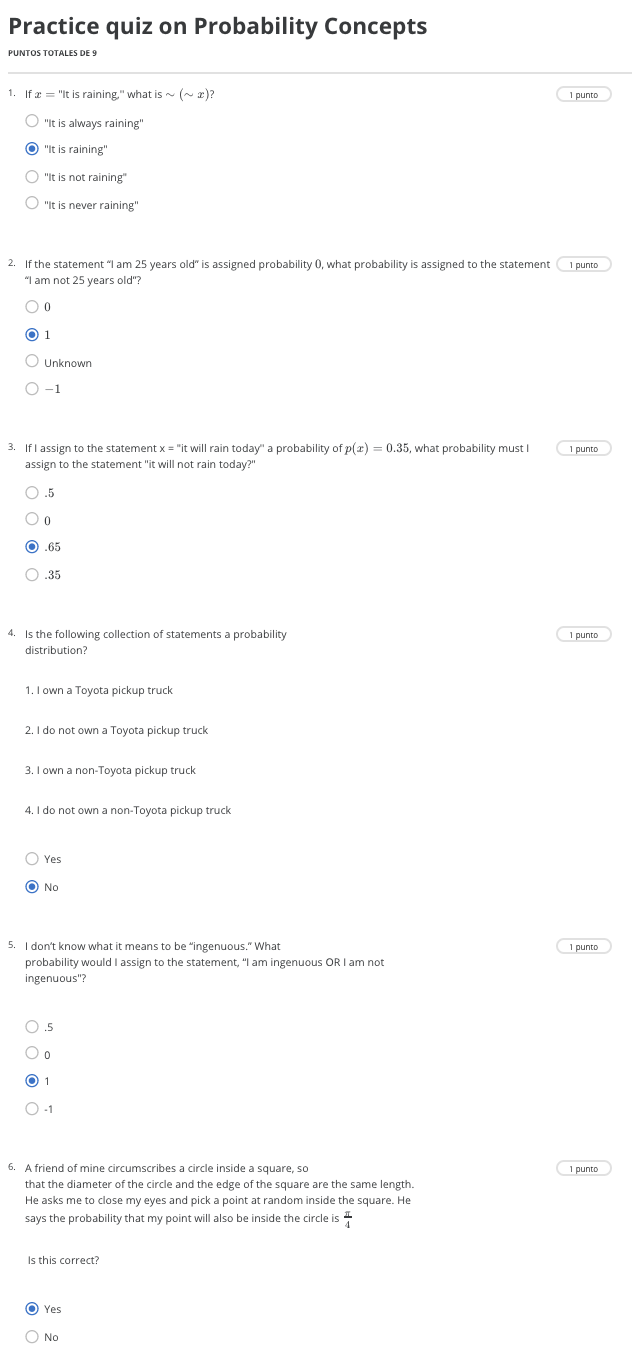 Practice quiz on Probability Concepts
PUNTOS TOTALES DE 9
1. If x = "It is raining," what is ∼ (∼ x)?
1 punto
"It is always raining"
"It is raining"
"It is not raining"
"It is never raining"
2. If the statement “I am 25 years old” is assigned probability 0, what probability is assigned to the statement
1 punto
“I am not 25 years old”?
0
1
Unknown
−1
3. If I assign to the statement x = "it will rain today" a probability of p(x) = 0.35, what probability must I
1 punto
assign to the statement "it will not rain today?"
.5
0
.65
.35
4. Is the following collection of statements a probability
1 punto
distribution?
1. I own a Toyota pickup truck
2. I do not own a Toyota pickup truck
3. I own a non-Toyota pickup truck
4. I do not own a non-Toyota pickup truck
Yes
No
5. I don’t know what it means to be “ingenuous.” What
1 punto
probability would I assign to the statement, “I am ingenuous OR I am not
ingenuous”?
.5
0
1
-1
6. A friend of mine circumscribes a circle inside a square, so
1 punto
that the diameter of the circle and the edge of the square are the same length.
He asks me to close my eyes and pick a point at random inside the square. He
says the probability that my point will also be inside the circle is π/4
Is this correct?
Yes
No